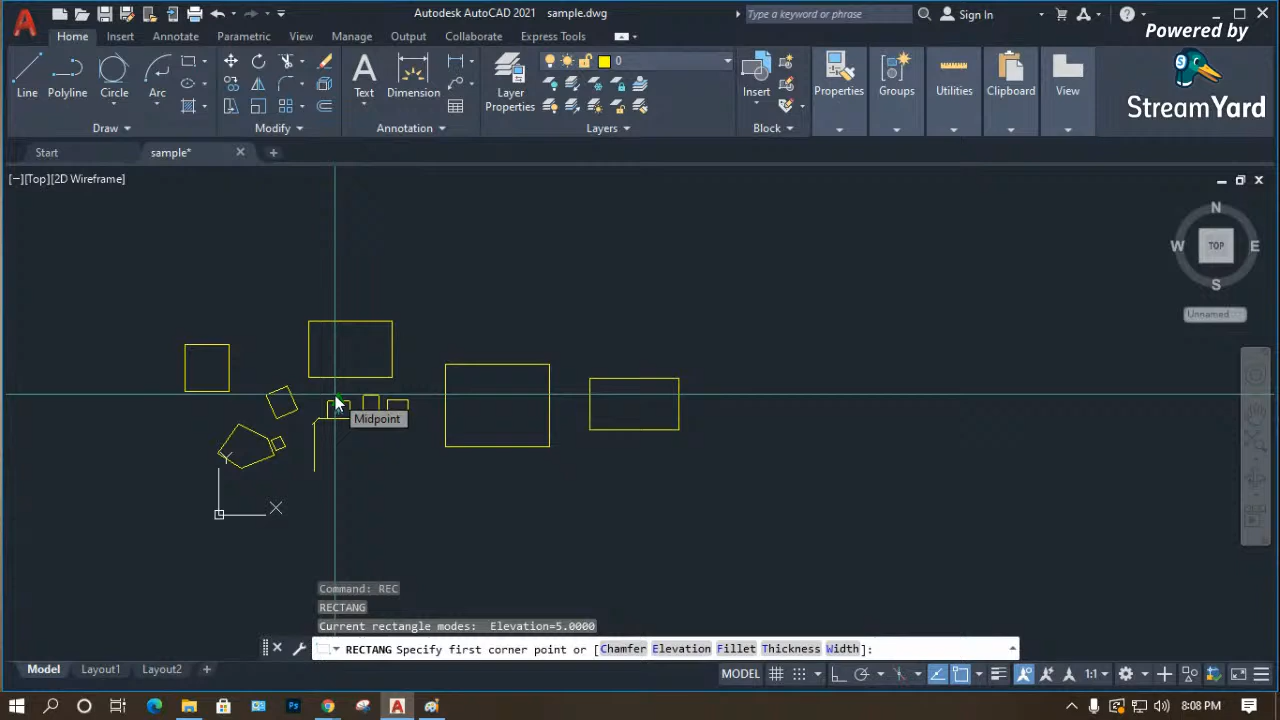 Autodesk AutoCAD 2021 sample.dwg
Type a keyword or phrase
Sign In
Powered by
StreamYard
Home Insert Annotate Parametric View Manage Output Collaborate Express Tools
Line Polyline Circle Arc
Text Dimension
Layer
Properties
0
Insert
Properties Groups Utilities Clipboard View
Draw Modify Annotation Layers Block
Start sample*
[−][Top][2D Wireframe]
N
W TOP E
S
Unnamed
Midpoint
Y
X
Command: REC
RECTANG
Current rectangle modes: Elevation=5.0000
RECTANG Specify first corner point or [Chamfer Elevation Fillet Thickness Width]:
Model Layout1 Layout2 +
MODEL 1:1
8:08 PM